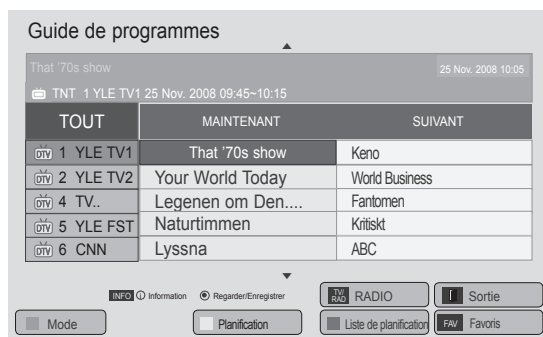 Guide de programmes
That '70s show 25 Nov. 2008 10:05
TNT 1 YLE TV1 25 Nov. 2008 09:45~10:15
TOUT MAINTENANT SUIVANT
DTV 1 YLE TV1 That '70s show Keno
DTV 2 YLE TV2 Your World Today World Business
DTV 4 TV.. Legenen om Den.... Fantomen
DTV 5 YLE FST Naturtimmen Kritiskt
DTV 6 CNN Lyssna ABC
INFO i Information Regarder/Enregistrer TV/RAD RADIO Sortie
Mode Planification Liste de planification FAV Favoris